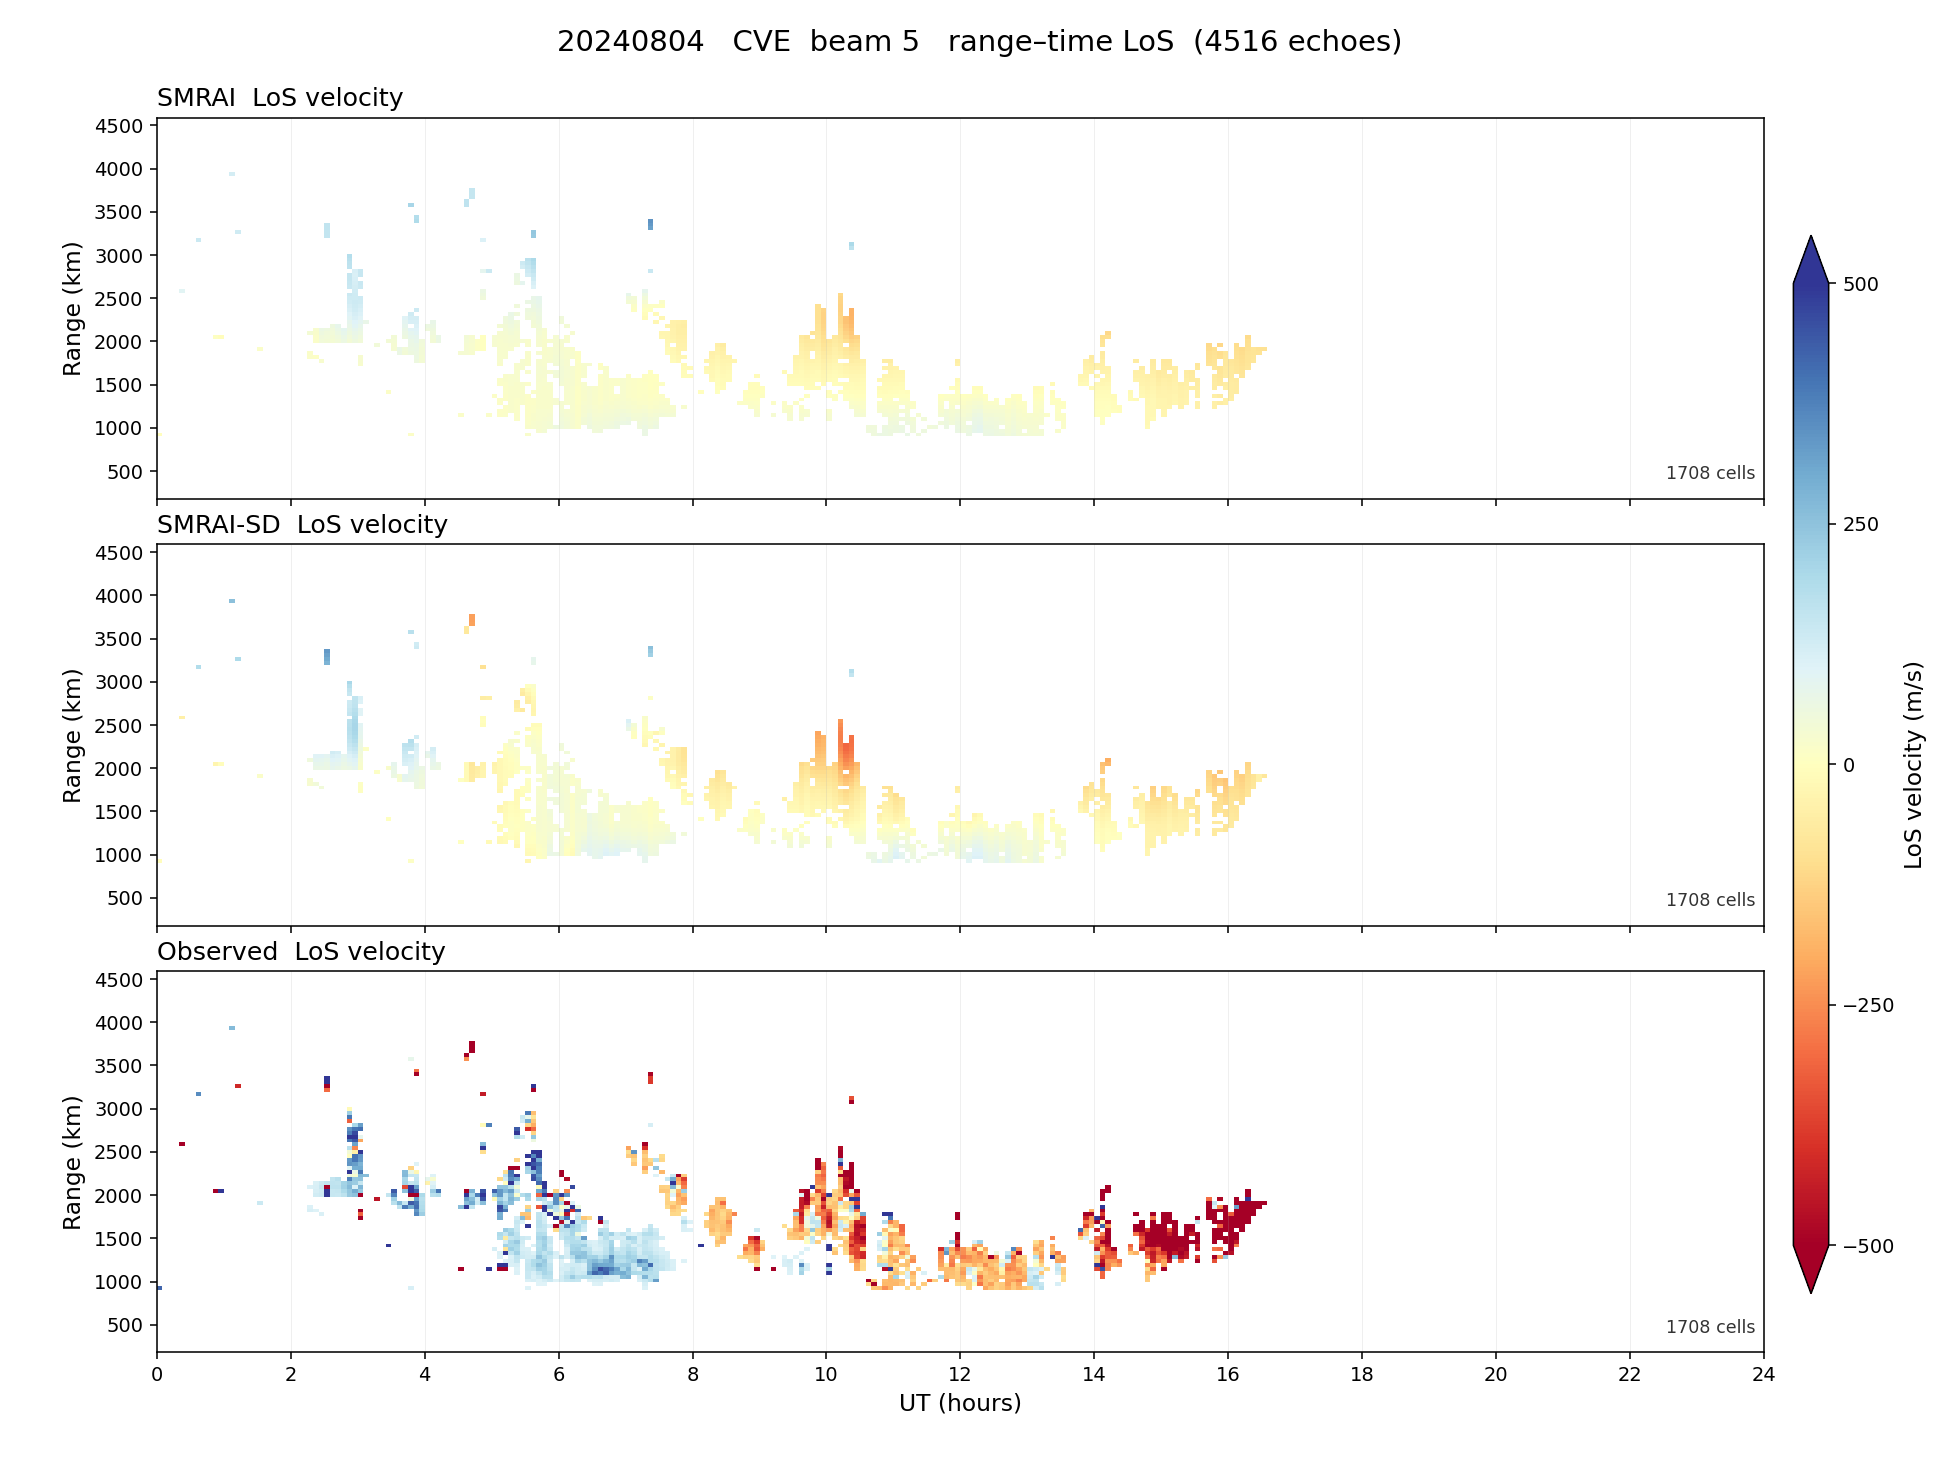 20240804   CVE  beam 5   range–time LoS  (4516 echoes)
SMRAI  LoS velocity
4500
4000
3500
3000
2500
2000
1500
1000
500
Range (km)
1708 cells
SMRAI-SD  LoS velocity
4500
4000
3500
3000
2500
2000
1500
1000
500
Range (km)
1708 cells
Observed  LoS velocity
4500
4000
3500
3000
2500
2000
1500
1000
500
Range (km)
1708 cells
0 2 4 6 8 10 12 14 16 18 20 22 24
UT (hours)
500
250
0
−250
−500
LoS velocity (m/s)